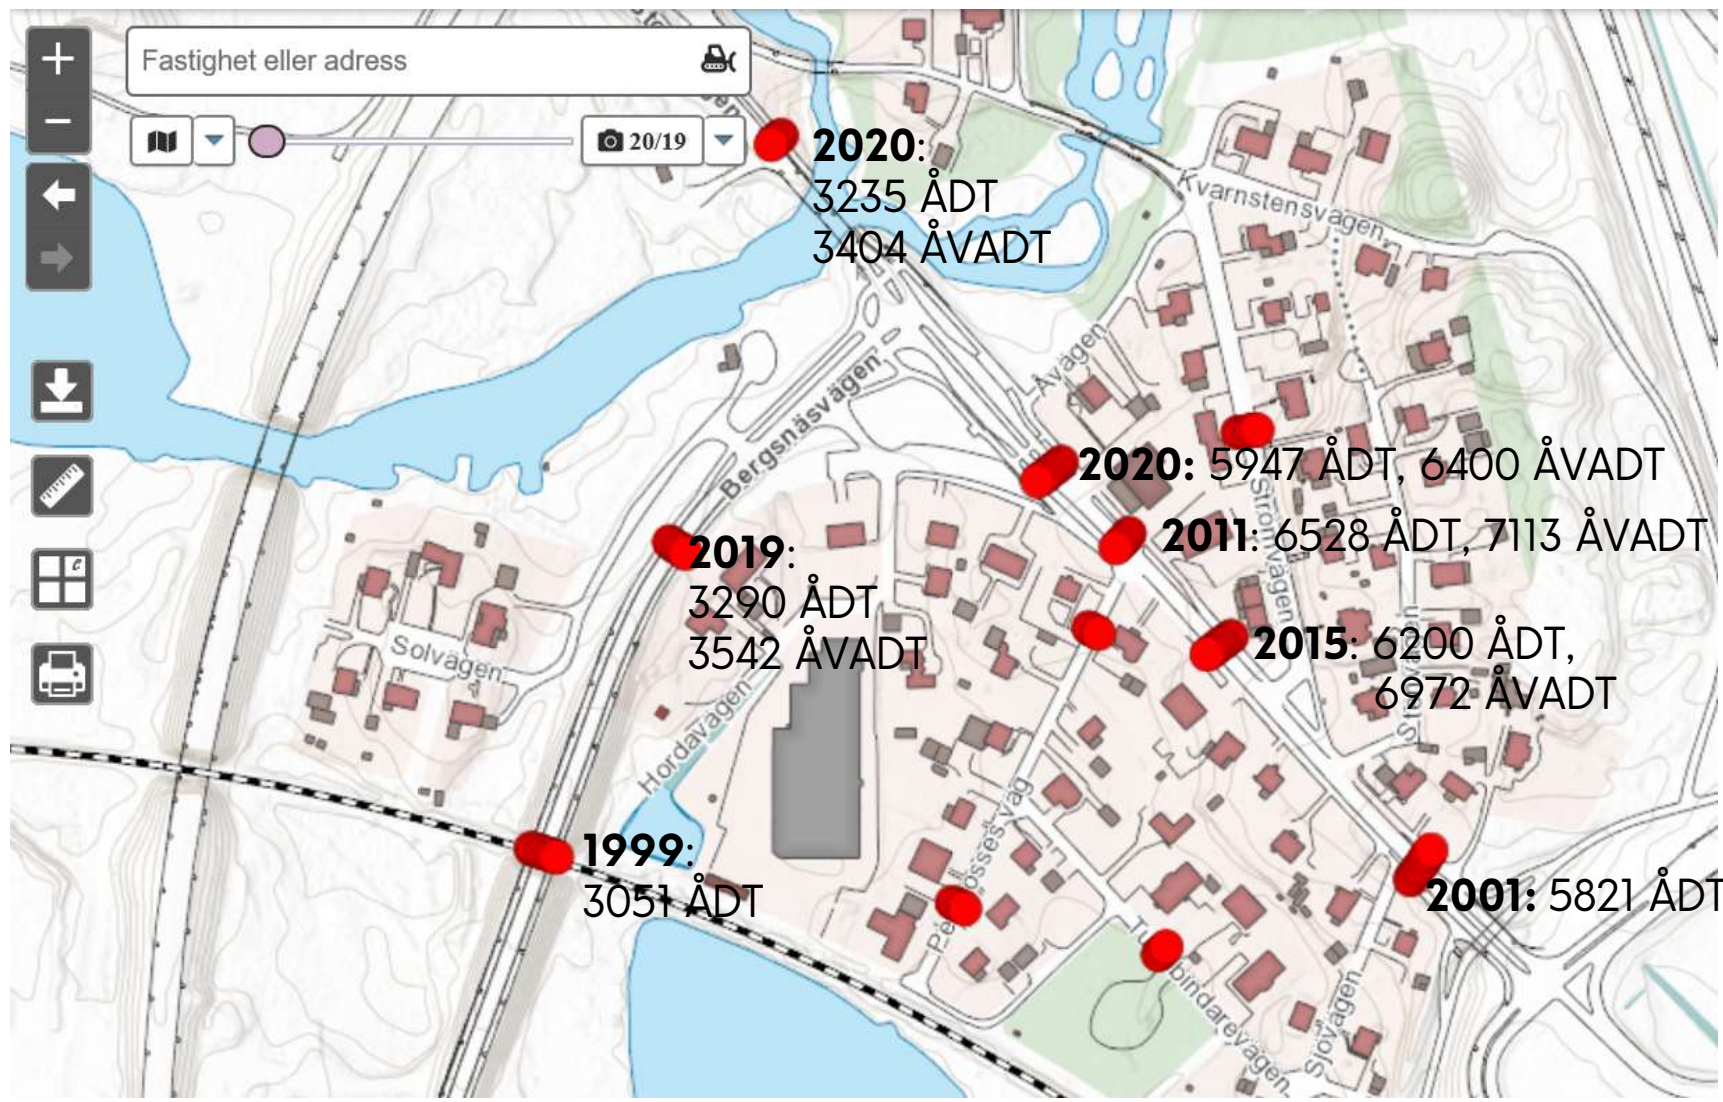 Fastighet eller adress
20/19
2020:
3235 ÅDT
3404 ÅVADT
Kvarnstensvägen
Åvägen
Bergsnäsvägen
2020: 5947 ÅDT, 6400 ÅVADT
2011: 6528 ÅDT, 7113 ÅVADT
Strömvägen
2019:
3290 ÅDT
3542 ÅVADT
2015: 6200 ÅDT,
6972 ÅVADT
Solvägen
Hordavägen
1999:
3051 ÅDT
2001: 5821 ÅDT
Sjövägen